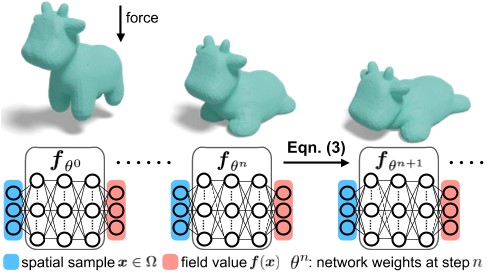 force
f_{θ^0} ······ f_{θ^n} Eqn. (3) f_{θ^{n+1}} ····
spatial sample x ∈ Ω field value f(x) θ^n: network weights at step n